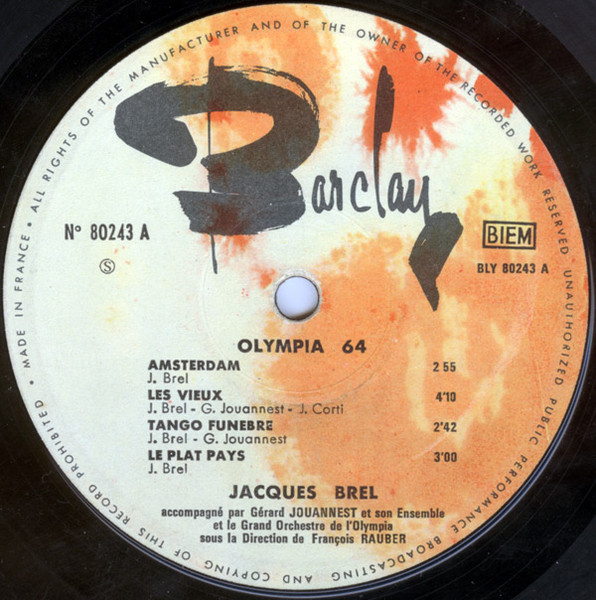 MADE IN FRANCE • ALL RIGHTS OF THE MANUFACTURER AND OF THE OWNER OF THE RECORDED WORK RESERVED UNAUTHORIZED PUBLIC PERFORMANCE BROADCASTING AND COPYING OF THIS RECORD PROHIBITED •
Barclay
N° 80243 A
BIEM
S
BLY 80243 A
OLYMPIA 64
AMSTERDAM 2 55
J. Brel
LES VIEUX 4'10
J. Brel - G. Jouannest - J. Corti
TANGO FUNEBRE 2'42
J. Brel - G. Jouannest
LE PLAT PAYS 3'00
J. Brel
JACQUES BREL
accompagné par Gérard JOUANNEST et son Ensemble
et le Grand Orchestre de l'Olympia
sous la Direction de François RAUBER